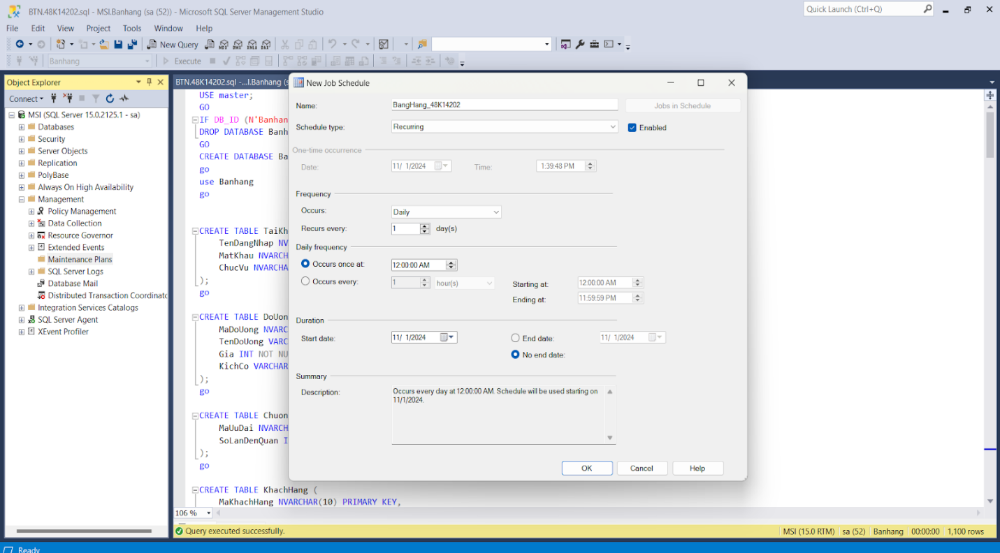 BTN.48K14202.sql - MSI.Banhang (sa (52)) - Microsoft SQL Server Management Studio
Quick Launch (Ctrl+Q)
File Edit View Project Tools Window Help
New Query MDX DMX XMLA DAX
Banhang Execute
Object Explorer
Connect
MSI (SQL Server 15.0.2125.1 - sa)
Databases
Security
Server Objects
Replication
PolyBase
Always On High Availability
Management
Policy Management
Data Collection
Resource Governor
Extended Events
Maintenance Plans
SQL Server Logs
Database Mail
Distributed Transaction Coordinato
Integration Services Catalogs
SQL Server Agent
XEvent Profiler
BTN.48K14202.sql -...I.Banhang (s
USE master;
GO
IF DB_ID (N'Banhan
DROP DATABASE Banh
GO
CREATE DATABASE Ba
go
use Banhang
go
CREATE TABLE TaiKh
TenDangNhap NV
MatKhau NVARCH
ChucVu NVARCHA
);
go
CREATE TABLE DoUon
MaDoUong NVARC
TenDoUong VARC
Gia INT NOT NU
KichCo VARCHAR
);
go
CREATE TABLE Chuon
MaUuDai NVARCH
SoLanDenQuan I
);
go
CREATE TABLE KhachHang (
MaKhachHang NVARCHAR(10) PRIMARY KEY,
106 %
New Job Schedule
Name: BangHang_48K14202 Jobs in Schedule
Schedule type: Recurring Enabled
One-time occurrence
Date: 11/ 1/2024 Time: 1:39:48 PM
Frequency
Occurs: Daily
Recurs every: 1 day(s)
Daily frequency
Occurs once at: 12:00:00 AM
Occurs every: 1 hour(s) Starting at: 12:00:00 AM
Ending at: 11:59:59 PM
Duration
Start date: 11/ 1/2024 End date: 11/ 1/2024
No end date:
Summary
Description: Occurs every day at 12:00:00 AM. Schedule will be used starting on
11/1/2024.
OK Cancel Help
Query executed successfully. MSI (15.0 RTM) sa (52) Banhang 00:00:00 1,100 rows
Ready